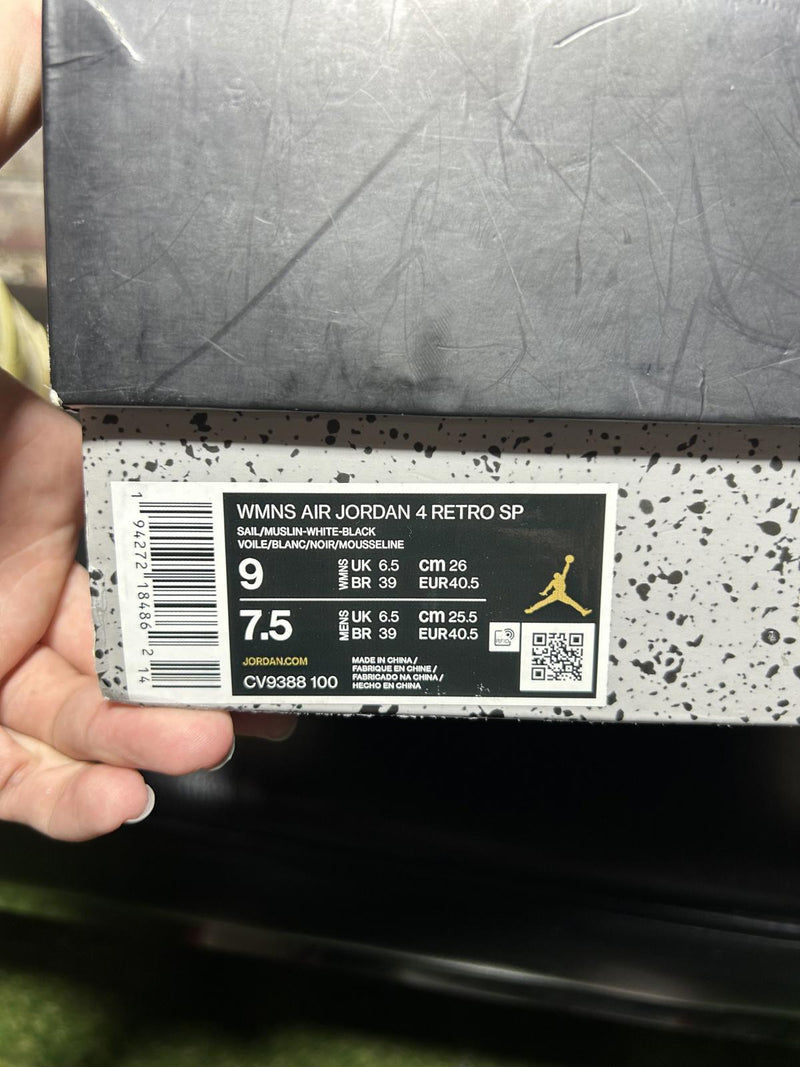 WMNS AIR JORDAN 4 RETRO SP
SAIL/MUSLIN-WHITE-BLACK
VOILE/BLANC/NOIR/MOUSSELINE
9 WMNS UK 6.5 cm 26
BR 39 EUR40.5
7.5 MENS UK 6.5 cm 25.5
BR 39 EUR40.5
JORDAN.COM
CV9388 100
MADE IN CHINA /
FABRIQUE EN CHINE /
FABRICADO NA CHINA /
HECHO EN CHINA
RFID
1 94272 18486 2 14